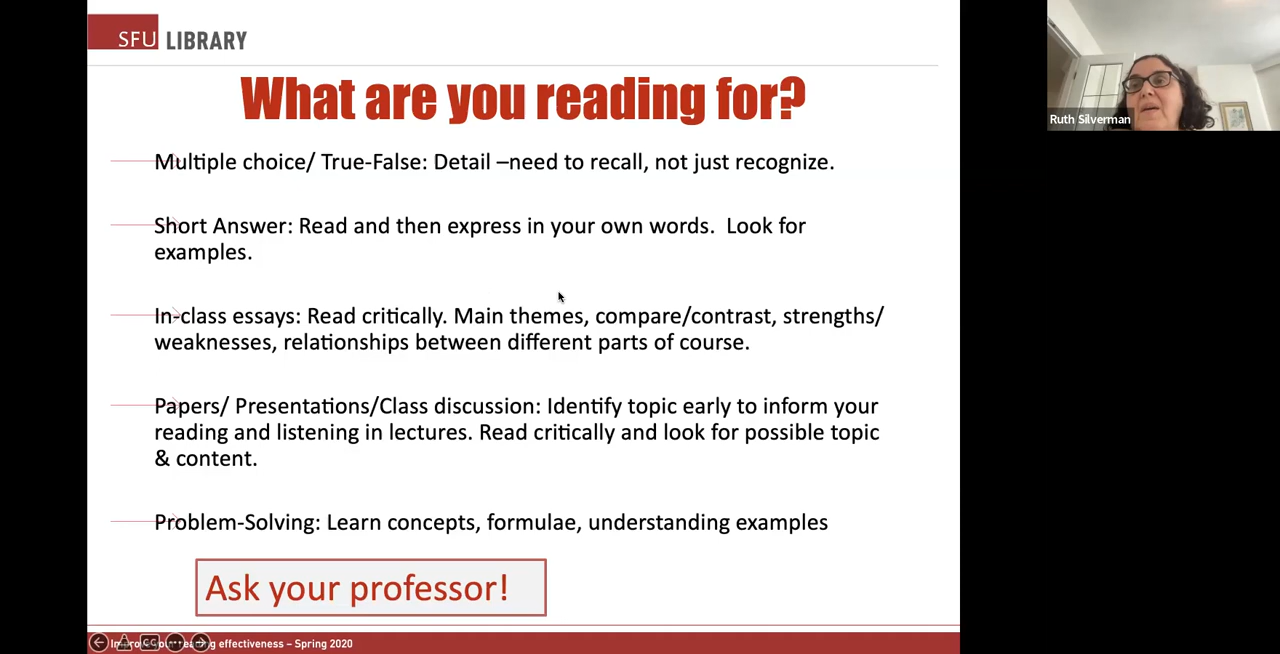 SFU LIBRARY
What are you reading for?
Ruth Silverman
Multiple choice/ True-False: Detail –need to recall, not just recognize.
Short Answer: Read and then express in your own words.  Look for
examples.
In-class essays: Read critically. Main themes, compare/contrast, strengths/
weaknesses, relationships between different parts of course.
Papers/ Presentations/Class discussion: Identify topic early to inform your
reading and listening in lectures. Read critically and look for possible topic
& content.
Problem-Solving: Learn concepts, formulae, understanding examples
Ask your professor!
effectiveness – Spring 2020